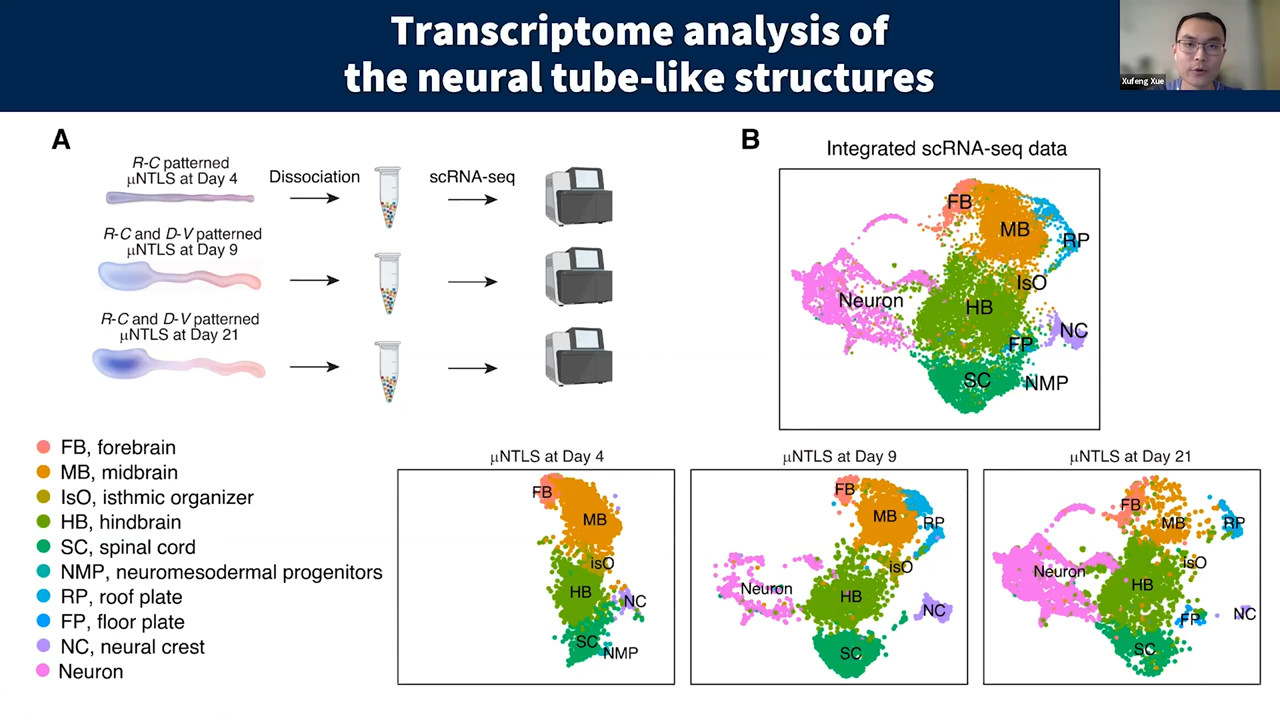 Transcriptome analysis of
the neural tube-like structures
Xufeng Xue
A
R-C patterned
μNTLS at Day 4
Dissociation
scRNA-seq
R-C and D-V patterned
μNTLS at Day 9
R-C and D-V patterned
μNTLS at Day 21
B
Integrated scRNA-seq data
FB
MB
RP
IsO
Neuron
HB
NC
FP
SC
NMP
FB, forebrain
MB, midbrain
IsO, isthmic organizer
HB, hindbrain
SC, spinal cord
NMP, neuromesodermal progenitors
RP, roof plate
FP, floor plate
NC, neural crest
Neuron
μNTLS at Day 4
FB
MB
isO
HB
NC
SC
NMP
μNTLS at Day 9
FB
MB
RP
isO
Neuron
HB
NC
SC
μNTLS at Day 21
FB
MB
RP
isO
Neuron
HB
NC
FP
SC